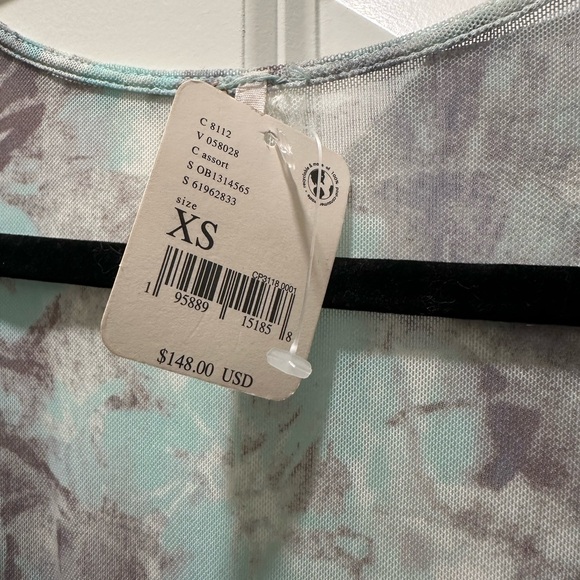 C 8112
V 058028
C assort
S OB1314565
S 61962833
size
XS
CP3118 0001
1 95889 15185 8
$148.00 USD